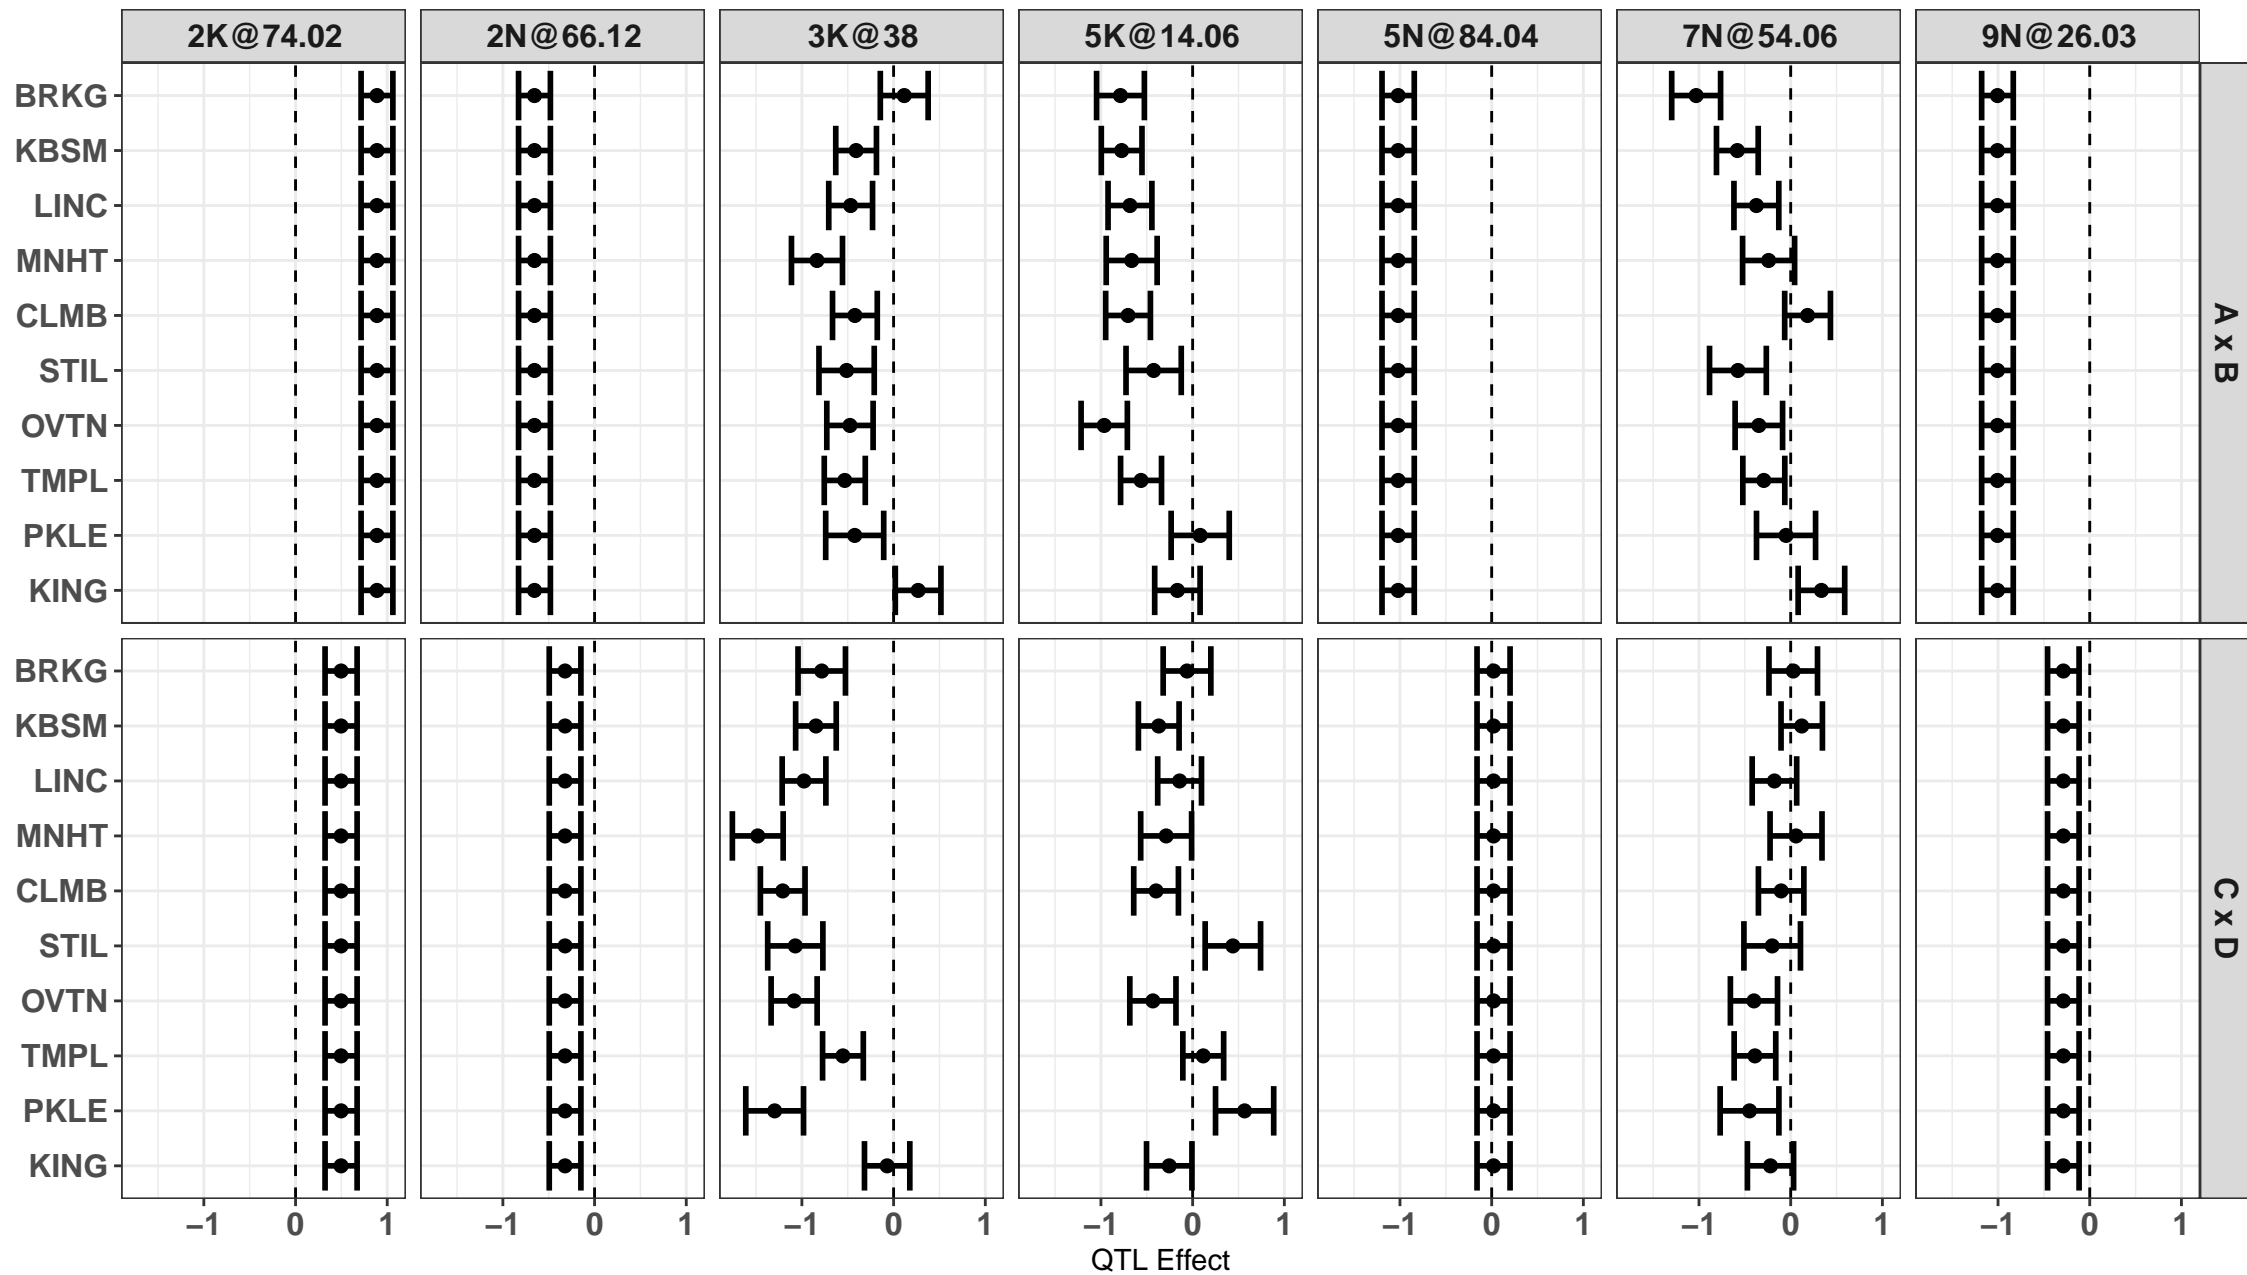 2K@74.02 2N@66.12 3K@38 5K@14.06 5N@84.04 7N@54.06 9N@26.03
BRKG
KBSM
LINC
MNHT
CLMB
STIL
OVTN
TMPL
PKLE
KING
A x B
BRKG
KBSM
LINC
MNHT
CLMB
STIL
OVTN
TMPL
PKLE
KING
C x D
−1 0 1 −1 0 1 −1 0 1 −1 0 1 −1 0 1 −1 0 1 −1 0 1
QTL Effect